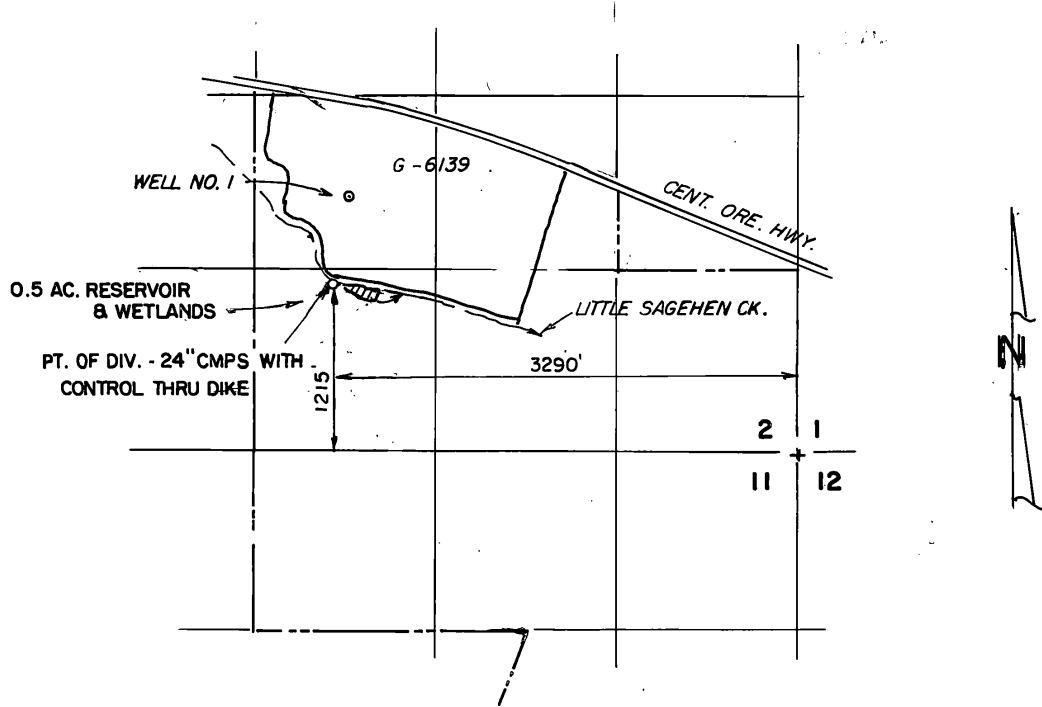 G-6139
WELL NO. 1
CENT. ORE. HWY.
0.5 AC. RESERVOIR
& WETLANDS
LITTLE SAGEHEN CK.
PT. OF DIV. - 24" CMPS WITH
CONTROL THRU DIKE
3290'
1215
2 1
11 12
N